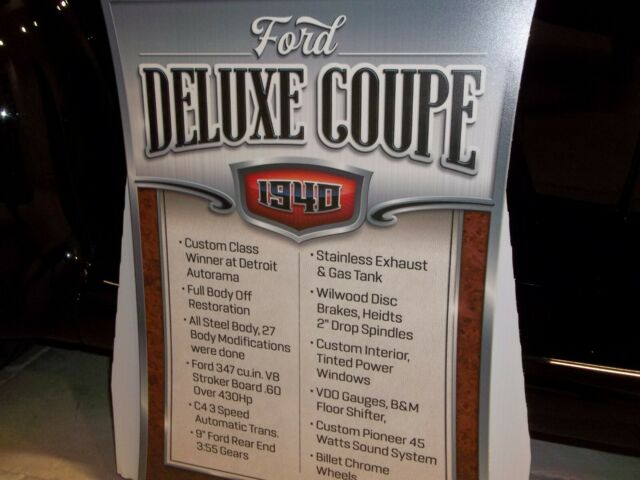 Ford
DELUXE COUPE
1940
• Custom Class
Winner at Detroit
Autorama
• Full Body Off
Restoration
• All Steel Body, 27
Body Modifications
were done
• Ford 347 cu.in. V8
Stroker Board .60
Over 430Hp
• C4 3 Speed
Automatic Trans.
• 9" Ford Rear End
3:55 Gears
• Stainless Exhaust
& Gas Tank
• Wilwood Disc
Brakes, Heidts
2" Drop Spindles
• Custom Interior,
Tinted Power
Windows
• VDO Gauges, B&M
Floor Shifter,
• Custom Pioneer 45
Watts Sound System
• Billet Chrome
Wheels